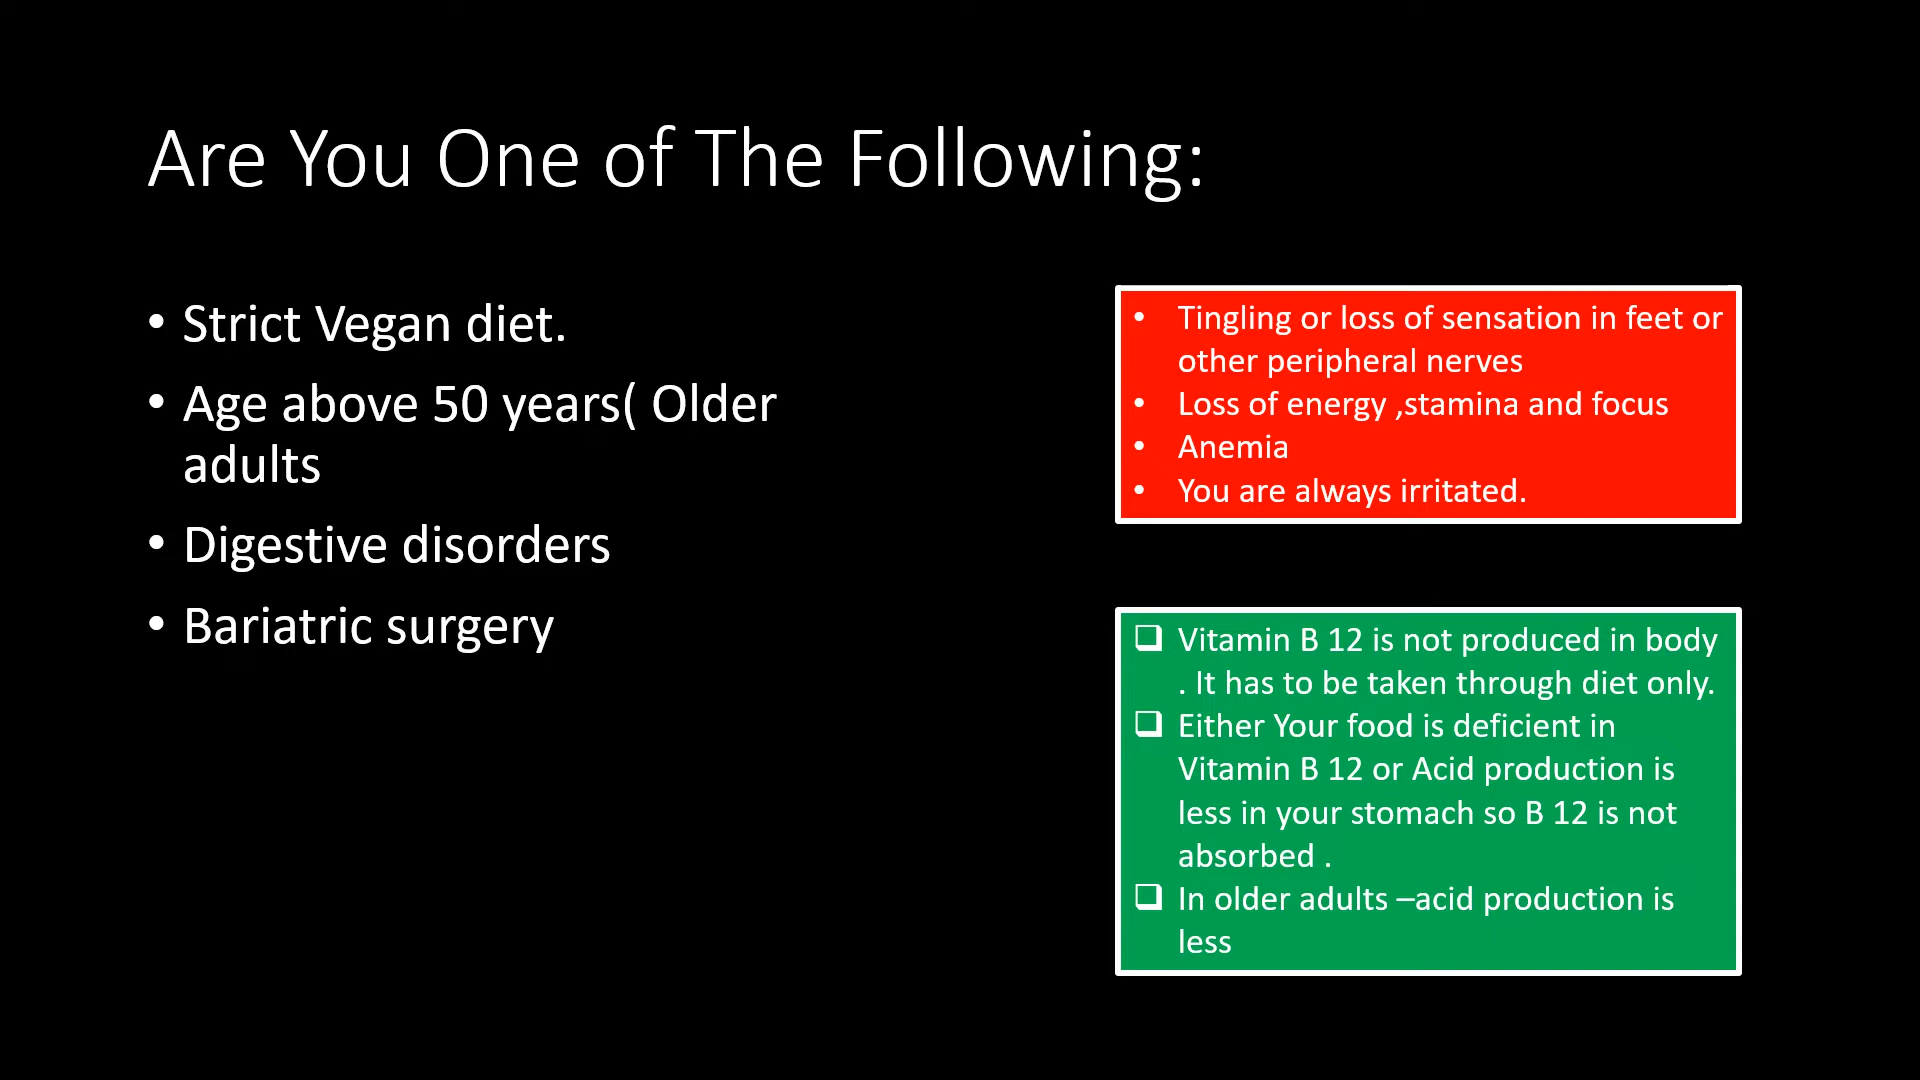 Are You One of The Following:
• Strict Vegan diet.
• Age above 50 years( Older
adults
• Digestive disorders
• Bariatric surgery
• Tingling or loss of sensation in feet or
other peripheral nerves
• Loss of energy ,stamina and focus
• Anemia
• You are always irritated.
❑ Vitamin B 12 is not produced in body
. It has to be taken through diet only.
❑ Either Your food is deficient in
Vitamin B 12 or Acid production is
less in your stomach so B 12 is not
absorbed .
❑ In older adults –acid production is
less